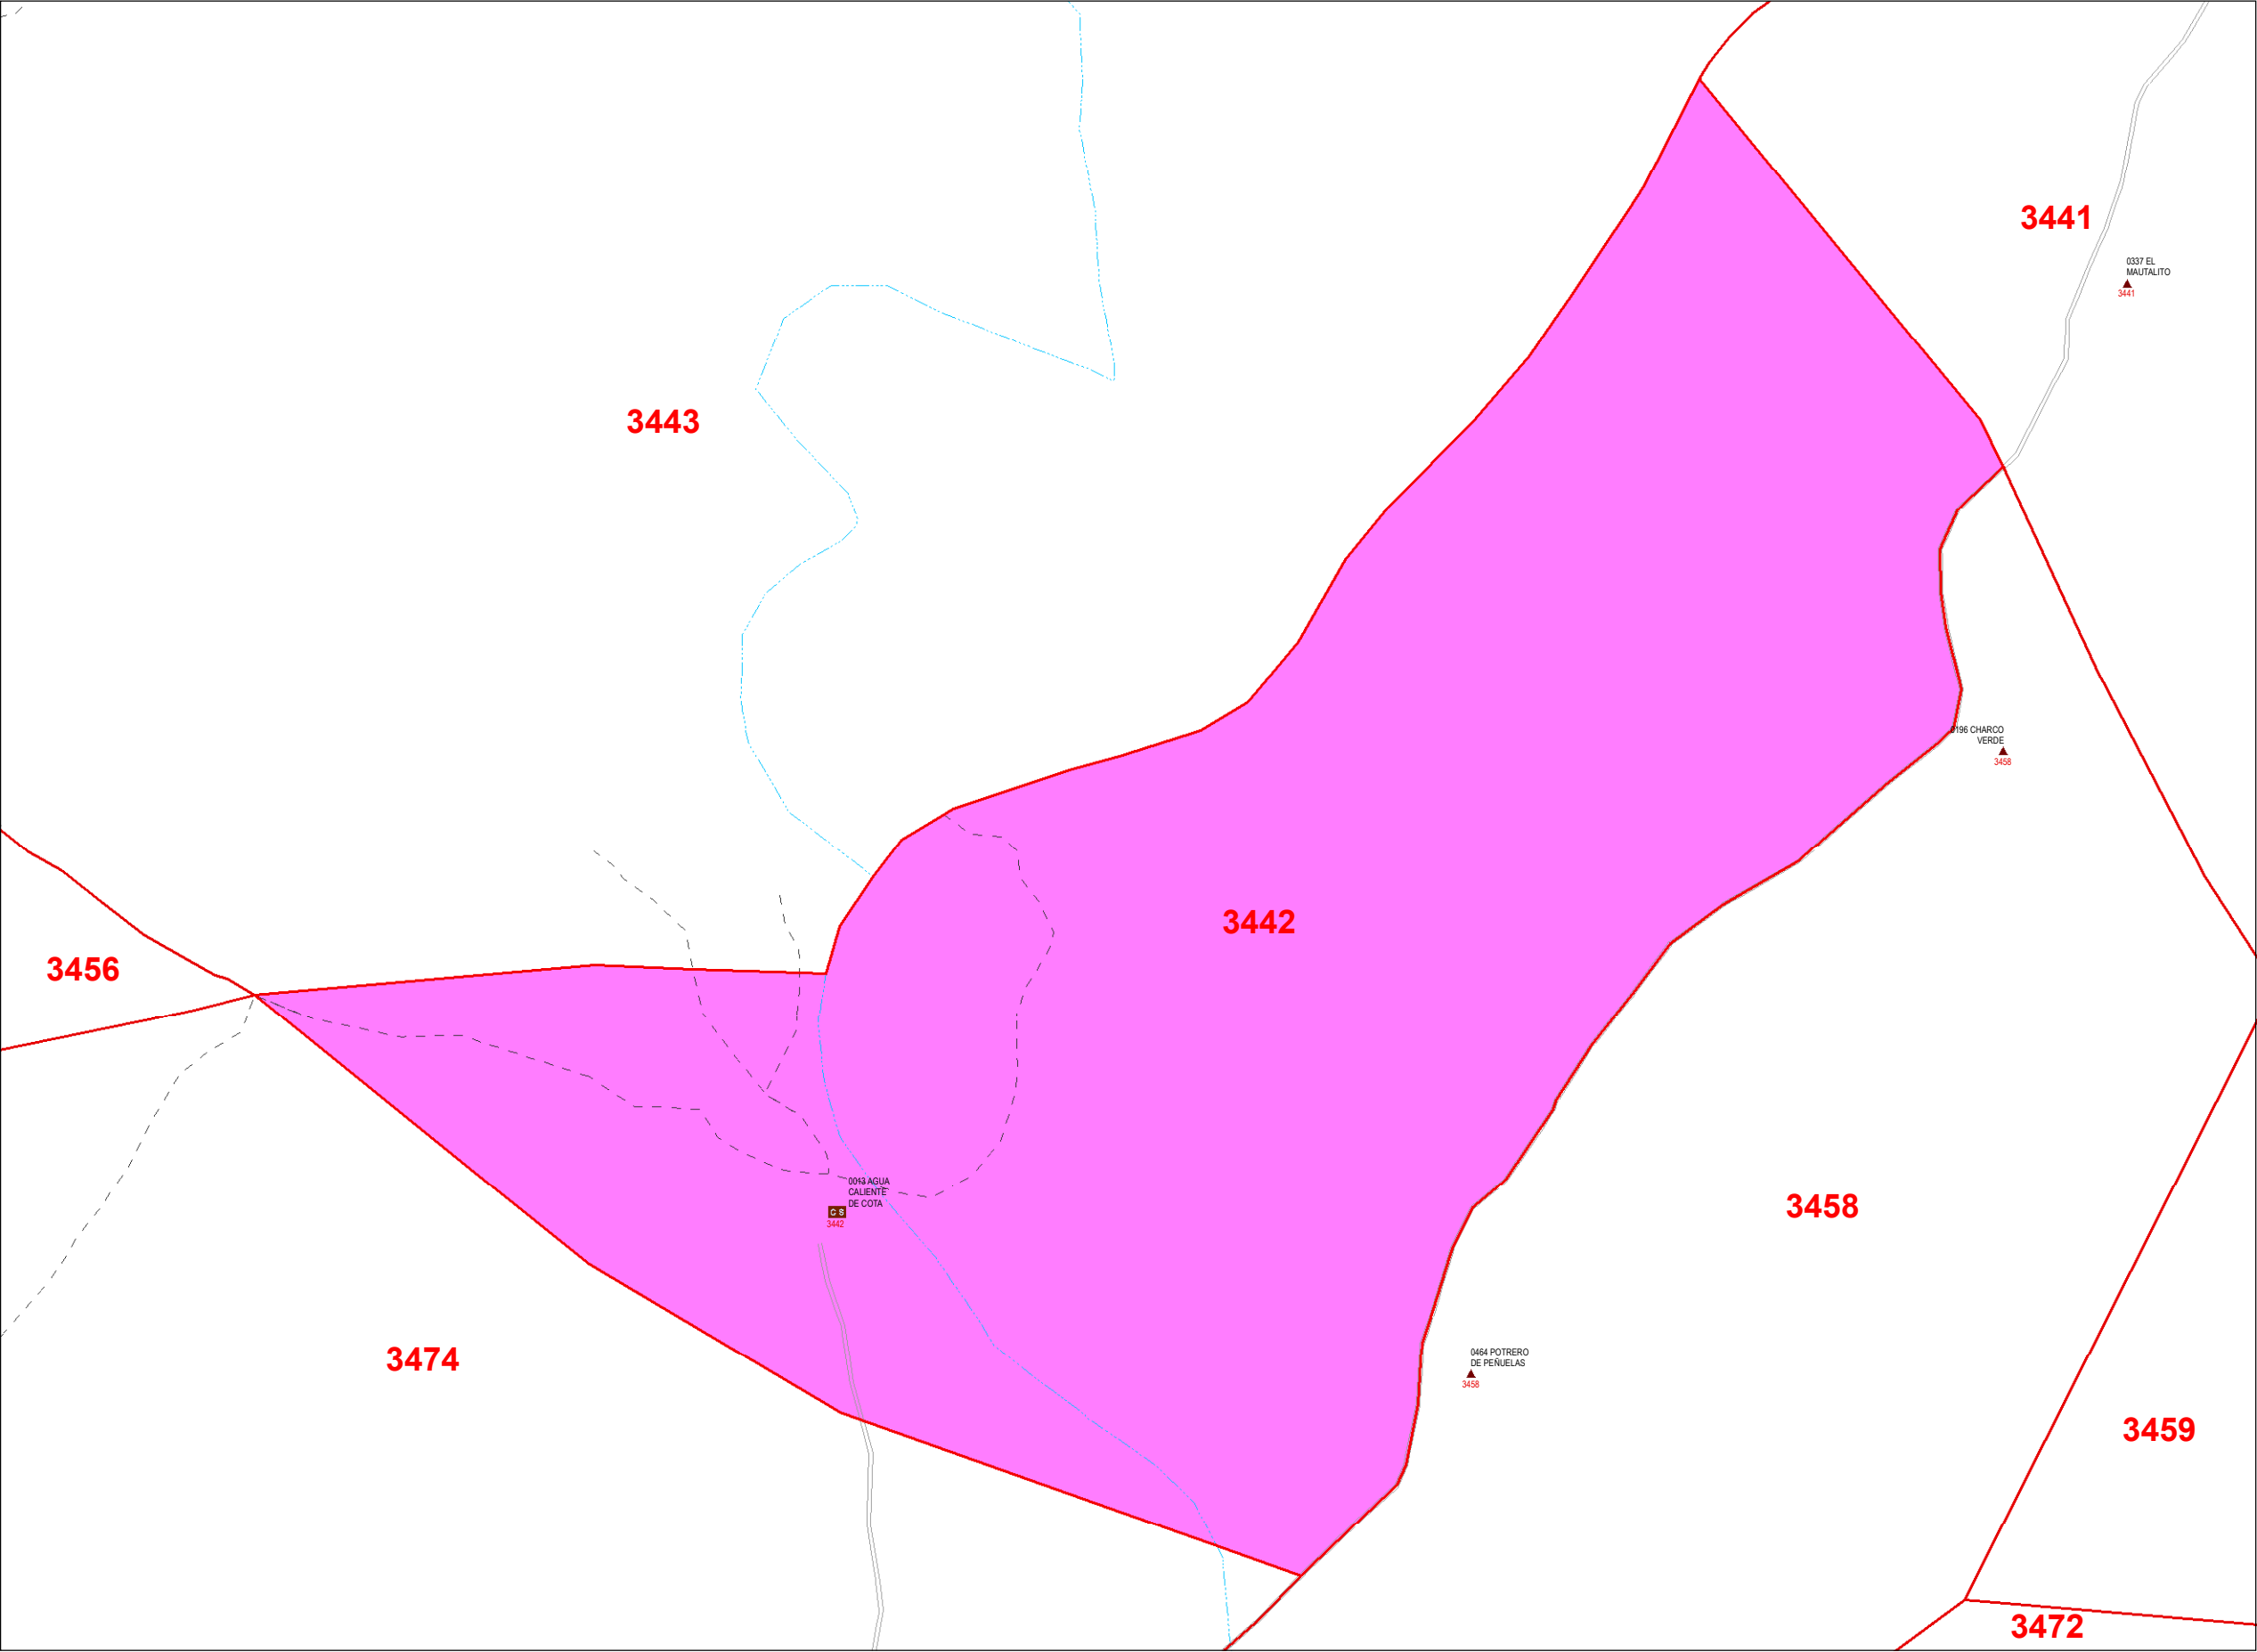 3441
0337 EL
MAUTALITO
3441
3443
0196 CHARCO
VERDE
3458
3442
3456
0013 AGUA
CALIENTE
DE COTA
C S
3442
3458
3474
0464 POTRERO
DE PEÑUELAS
3458
3459
3472